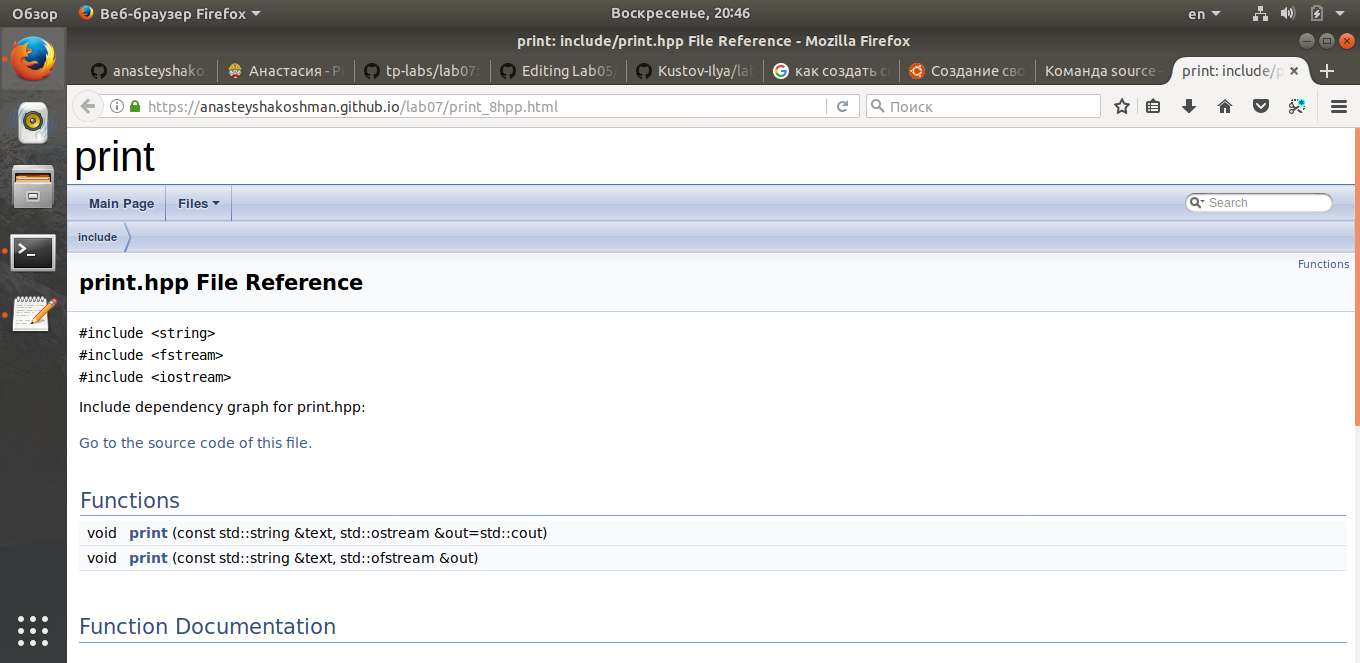 Обзор Веб-браузер Firefox Воскресенье, 20:46 en
print: include/print.hpp File Reference - Mozilla Firefox
anasteyshako Анастасия - tp-labs/lab07 Editing Lab05 Kustov-Ilya/la как создать Создание сво Команда source print: include/p
https://anasteyshakoshman.github.io/lab07/print_8hpp.html Поиск
print
Main Page Files Search
include
Functions
print.hpp File Reference
#include <string>
#include <fstream>
#include <iostream>
Include dependency graph for print.hpp:
Go to the source code of this file.
Functions
void print (const std::string &text, std::ostream &out=std::cout)
void print (const std::string &text, std::ofstream &out)
Function Documentation